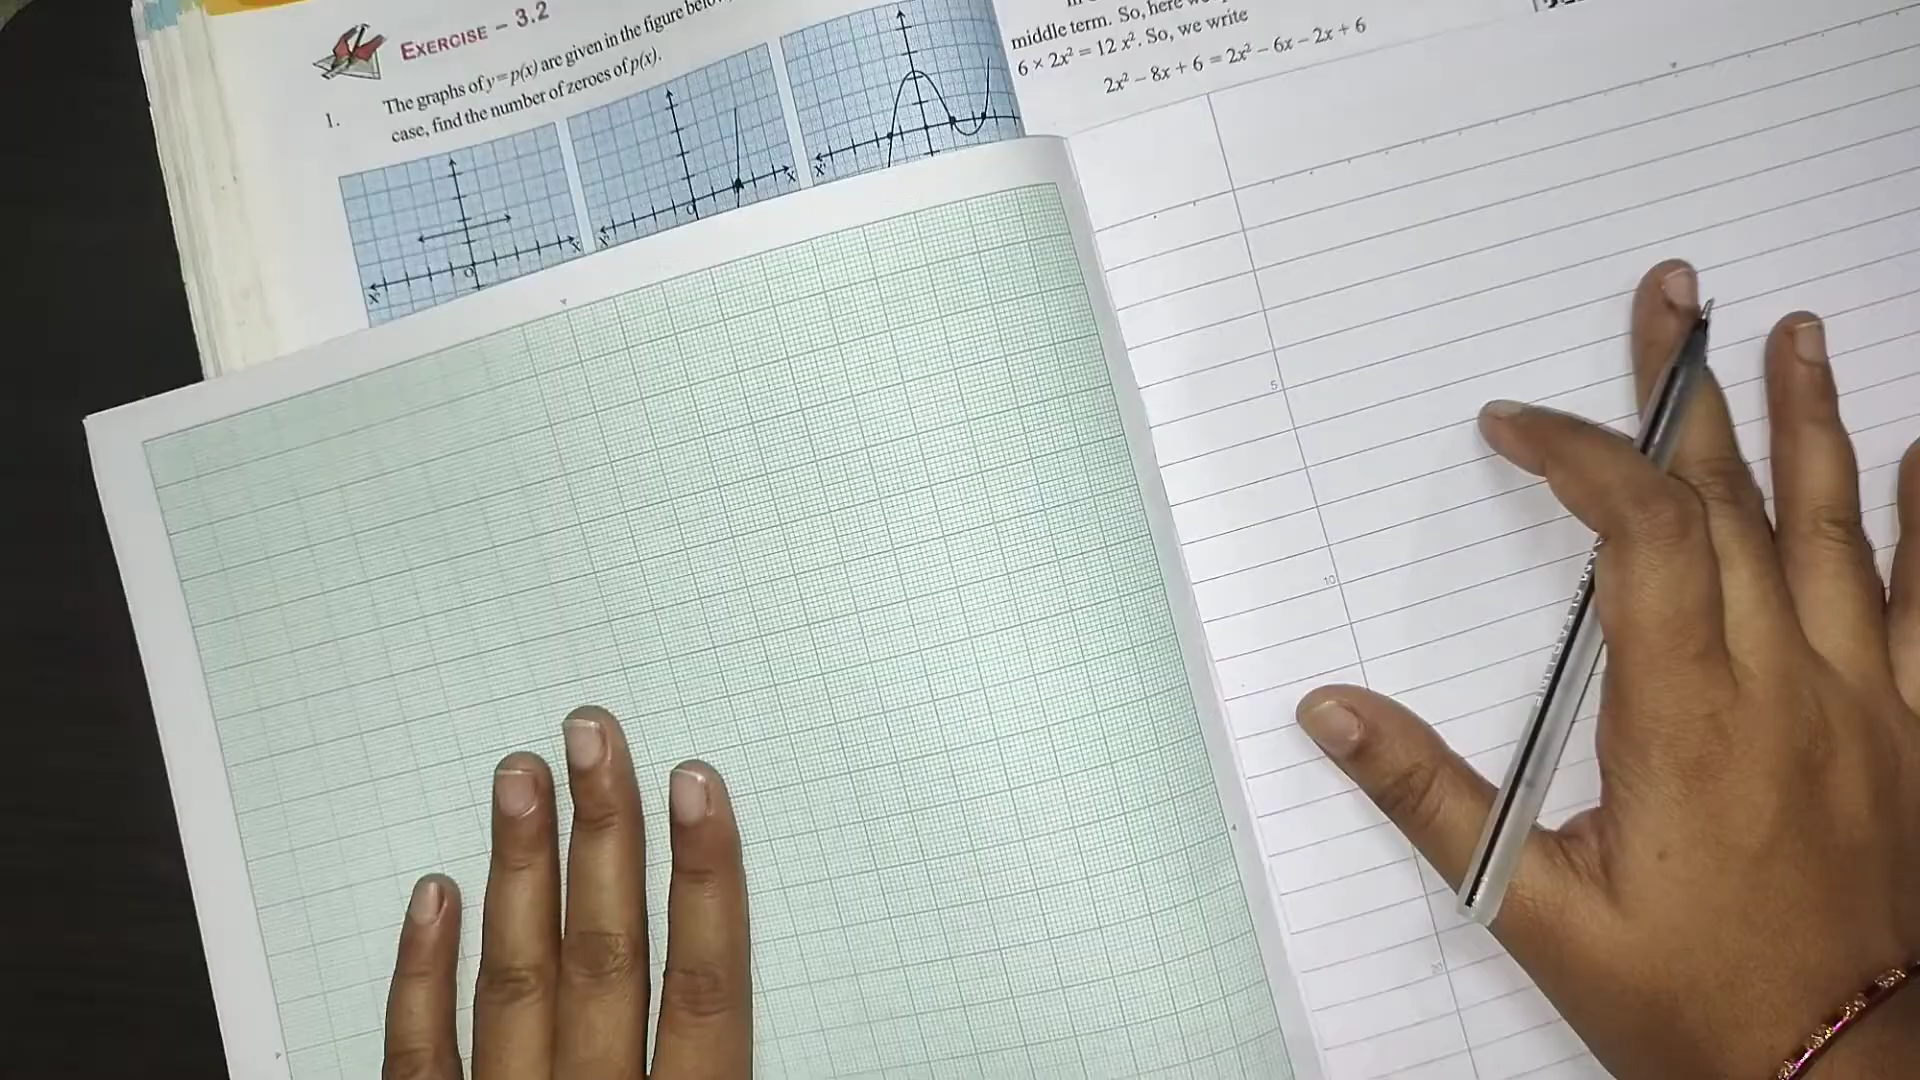 EXERCISE – 3.2
1. The graphs of y=p(x) are given in the figure
case, find the number of zeroes of p(x).
X' O X
X' O X
X'
middle term. So, here
6 × 2x² = 12 x². So, we write
2x² – 8x + 6 = 2x² – 6x – 2x + 6
5
10
20